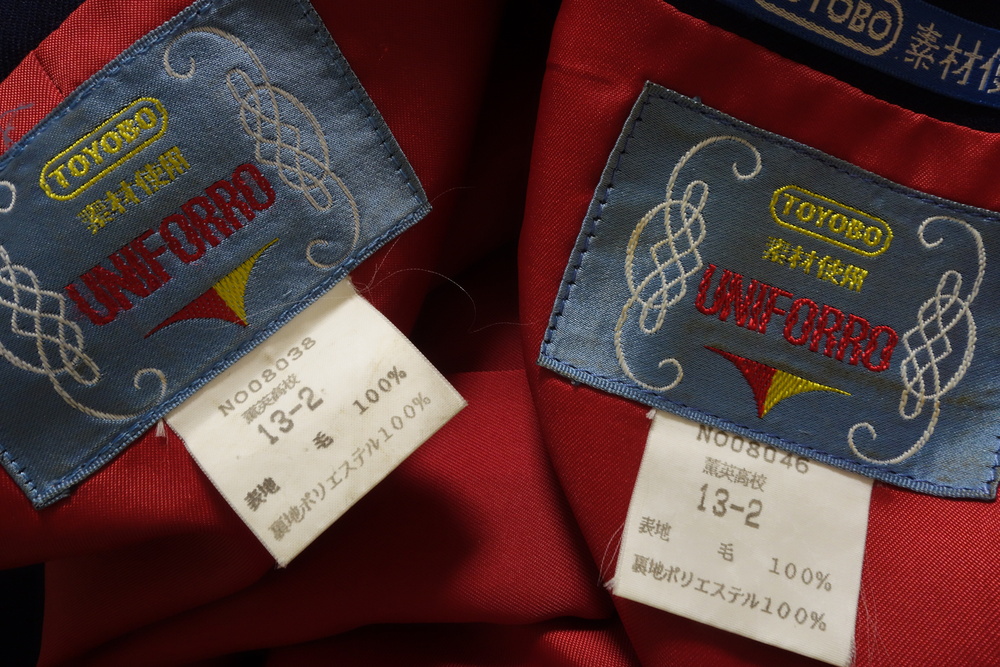 TOYOBO
素材使用
UNIFORRO
NO08038
薫英高校
13-2
毛 100%
表地
裏地ポリエステル100%
TOYOBO
素材使
TOYOBO
素材使用
UNIFORRO
NO08046
薫英高校
13-2
表地
毛 100%
裏地ポリエステル100%